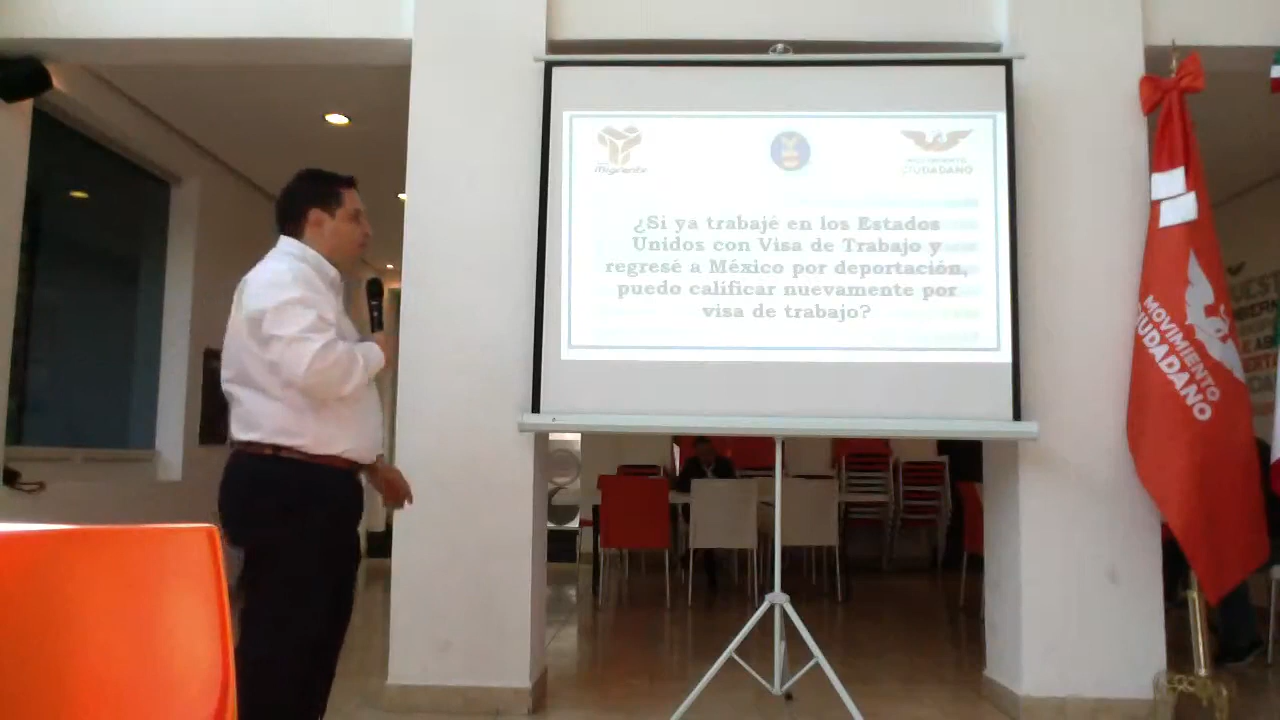 Migrante
MOVIMIENTO
CIUDADANO
¿Si ya trabajé en los Estados
Unidos con Visa de Trabajo y
regresé a México por deportación,
puedo calificar nuevamente por
visa de trabajo?
MOVIMIENTO
CIUDADANO